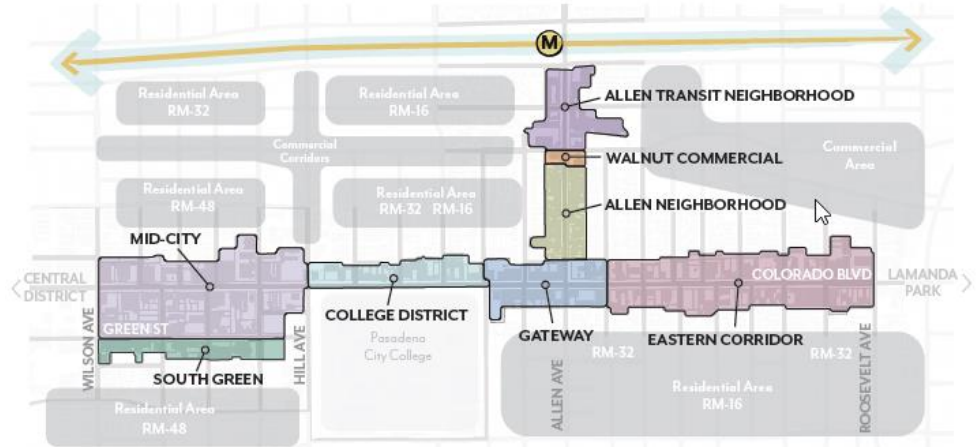 M
ALLEN TRANSIT NEIGHBORHOOD
Residential Area
RM-32
Residential Area
RM-16
Commercial
Corridors
WALNUT COMMERCIAL
Commercial
Area
Residential Area
RM-48
Residential Area
RM-32 RM-16
ALLEN NEIGHBORHOOD
MID-CITY
CENTRAL
DISTRICT
COLORADO BLVD
LAMANDA
PARK
GREEN ST
COLLEGE DISTRICT
Pasadena
City College
GATEWAY
EASTERN CORRIDOR
RM-32
RM-32
SOUTH GREEN
WILSON AVE
HILL AVE
ALLEN AVE
ROOSEVELT AVE
Residential Area
RM-16
Residential Area
RM-48